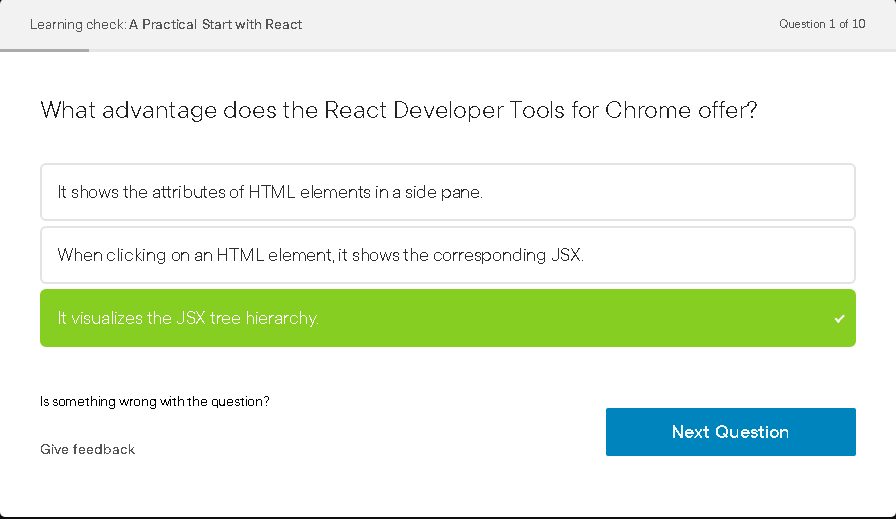 Learning check: A Practical Start with React
Question 1 of 10
What advantage does the React Developer Tools for Chrome offer?
It shows the attributes of HTML elements in a side pane.
When clicking on an HTML element, it shows the corresponding JSX.
It visualizes the JSX tree hierarchy.
Is something wrong with the question?
Next Question
Give feedback